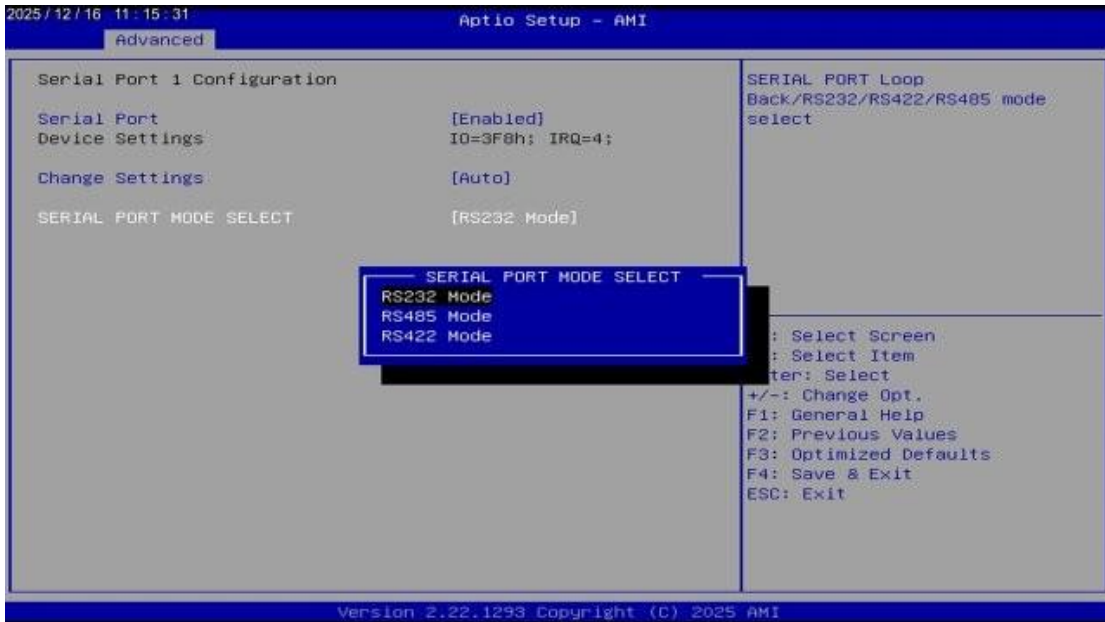 2025/12/16 11:15:31
Aptio Setup - AMI
Advanced
Serial Port 1 Configuration
Serial Port [Enabled]
Device Settings IO=3F8h; IRQ=4;
Change Settings [Auto]
SERIAL PORT MODE SELECT [RS232 Mode]
SERIAL PORT MODE SELECT
RS232 Mode
RS485 Mode
RS422 Mode
SERIAL PORT Loop
Back/RS232/RS422/RS485 mode
select
: Select Screen
: Select Item
ter: Select
+/-: Change Opt.
F1: General Help
F2: Previous Values
F3: Optimized Defaults
F4: Save & Exit
ESC: Exit
Version 2.22.1293 Copyright (C) 2025 AMI